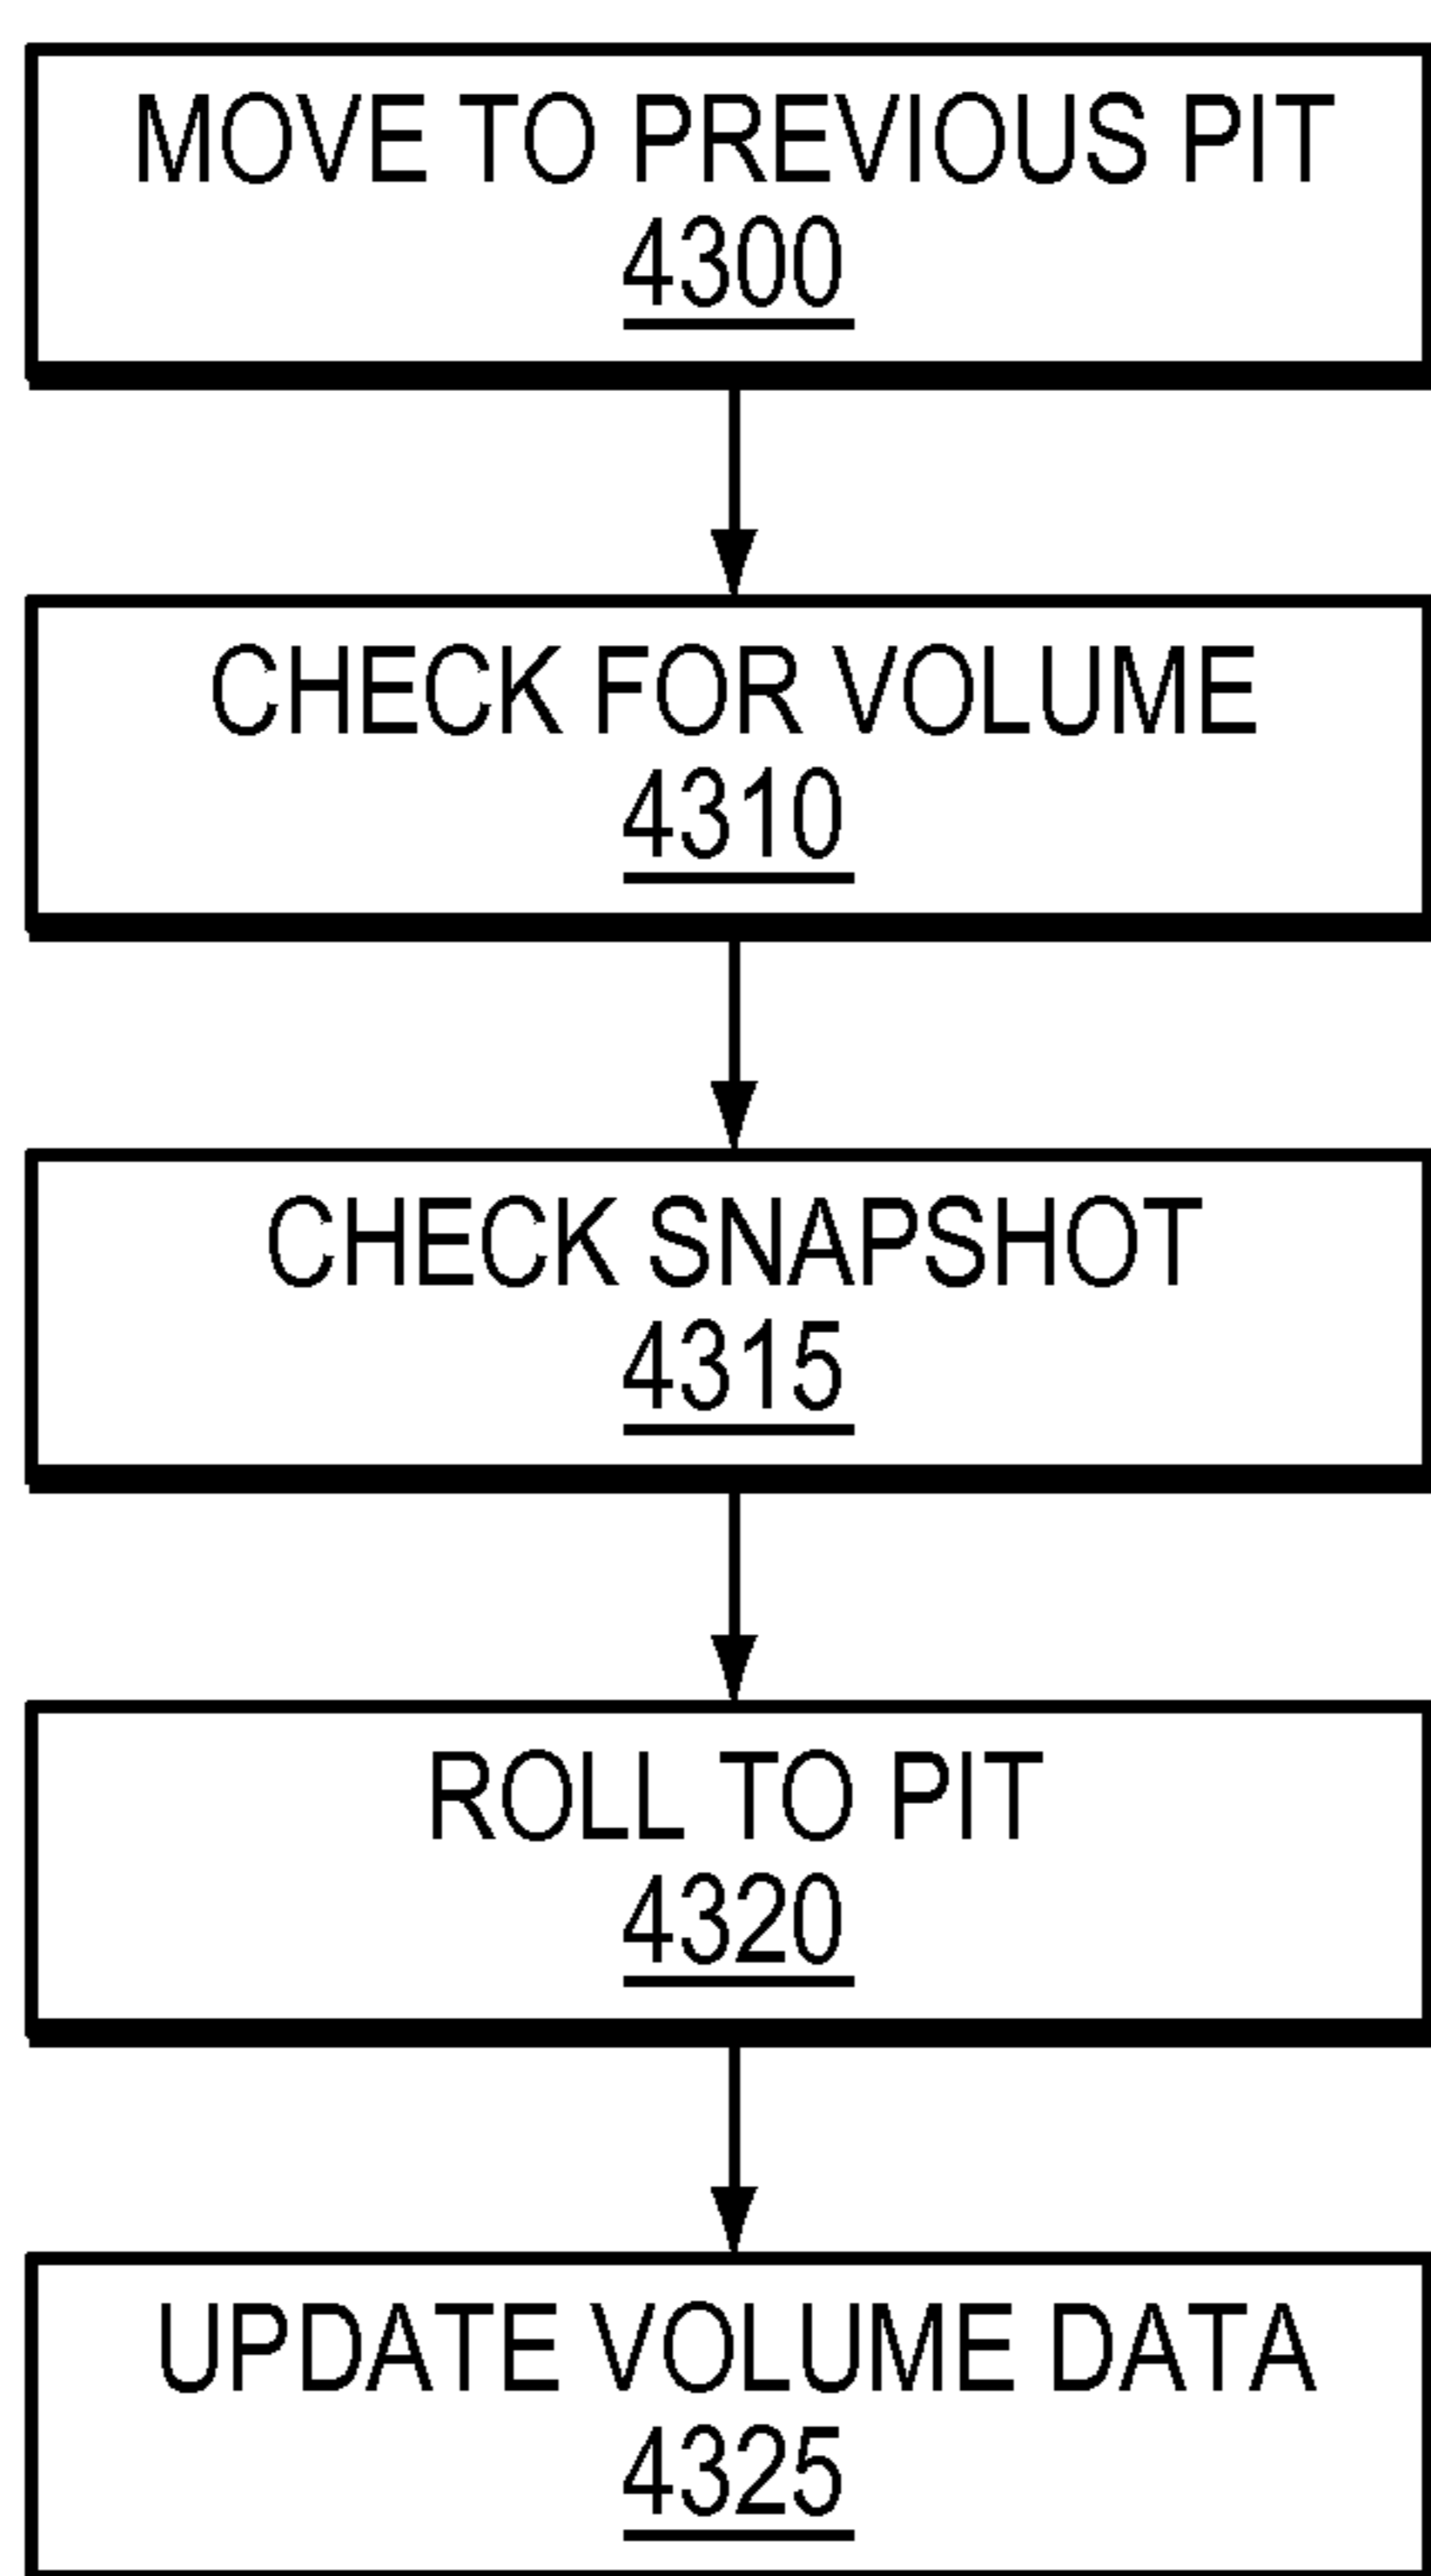 MOVE TO PREVIOUS PIT
4300
CHECK FOR VOLUME
4310
CHECK SNAPSHOT
4315
ROLL TO PIT
4320
UPDATE VOLUME DATA
4325